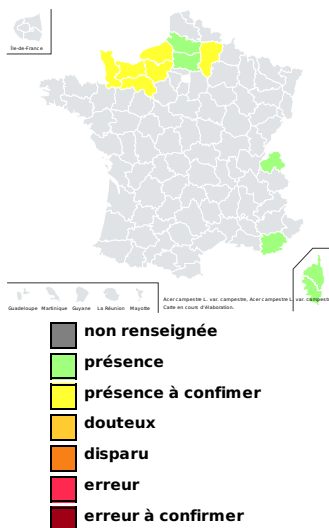 Île-de-France
Guadeloupe Martinique Guyane La Réunion Mayotte
Acer campestre L. var. campestre, Acer campestre L. var. campestre
Carte en cours d'élaboration.
non renseignée
présence
présence à confimer
douteux
disparu
erreur
erreur à confirmer